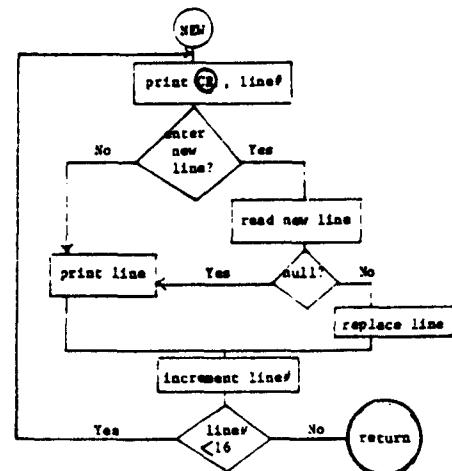 NEW
print CR, line#
enter
new
line?
No
Yes
read new line
print line
Yes
null?
No
replace line
increment line#
Yes
line#
<16
No
return